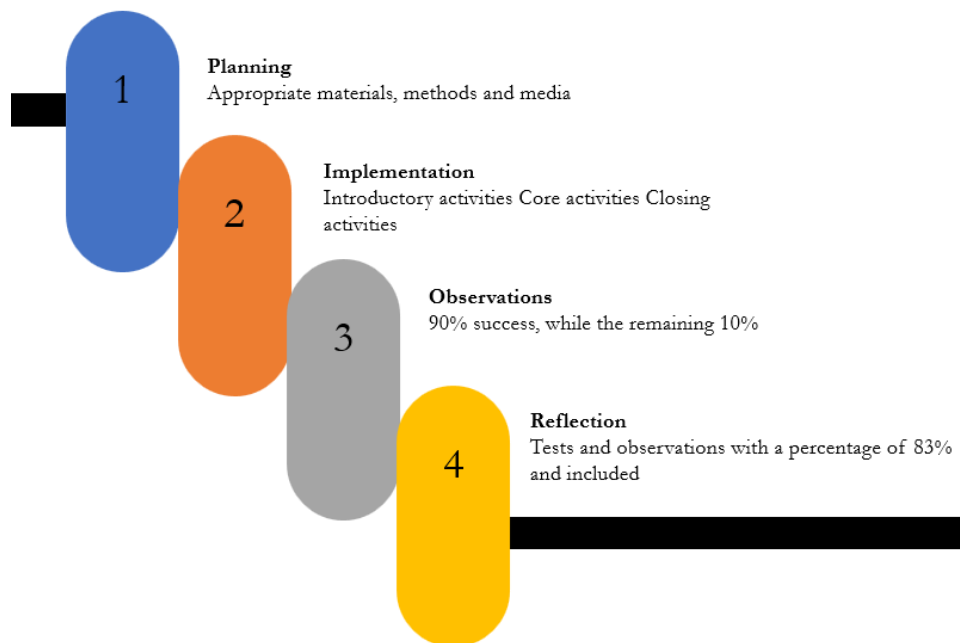 1
Planning
Appropriate materials, methods and media
2
Implementation
Introductory activities Core activities Closing
activities
3
Observations
90% success, while the remaining 10%
4
Reflection
Tests and observations with a percentage of 83%
and included